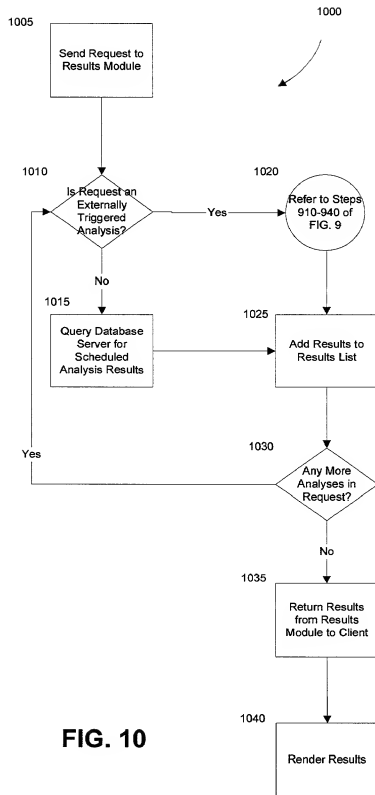 1005
Send Request to
Results Module
1000
1010
Is Request an
Externally
Triggered
Analysis?
Yes
1020
Refer to Steps
910-940 of
FIG. 9
No
1015
Query Database
Server for
Scheduled
Analysis Results
1025
Add Results to
Results List
Yes
1030
Any More
Analyses in
Request?
No
1035
Return Results
from Results
Module to Client
1040
Render Results
FIG. 10